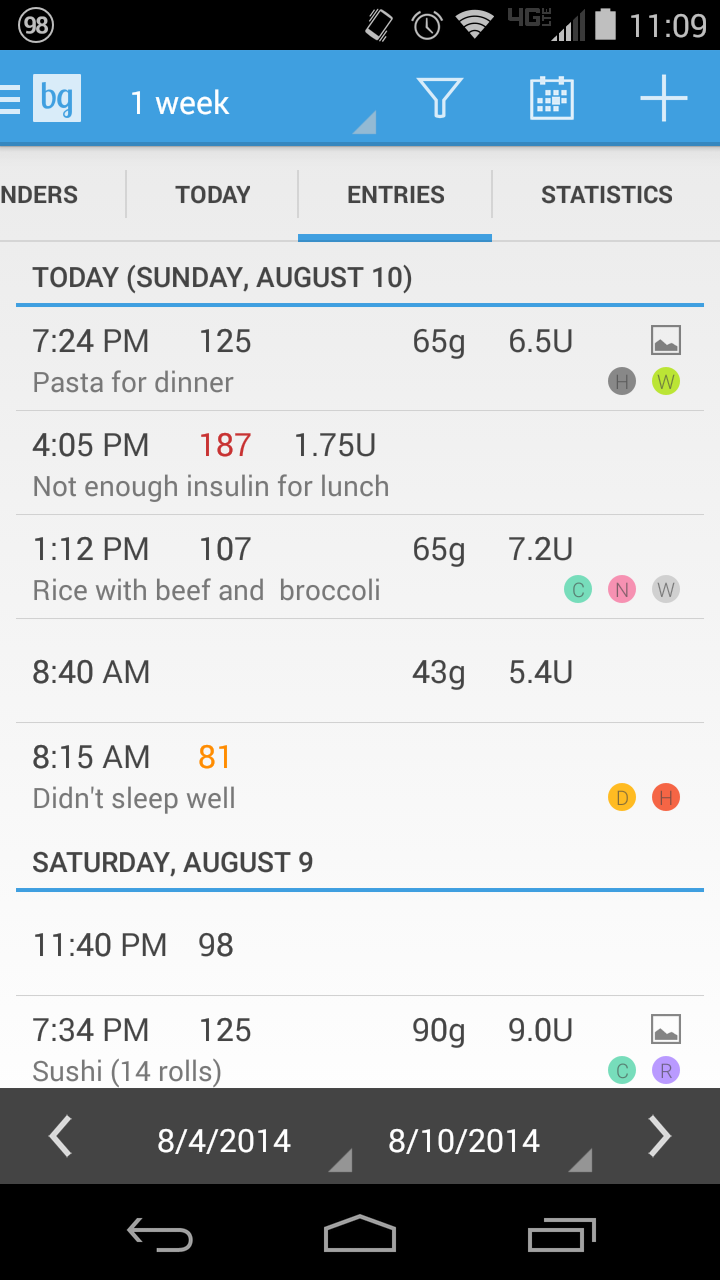 98 4G LTE 11:09
bg 1 week
NDERS TODAY ENTRIES STATISTICS
TODAY (SUNDAY, AUGUST 10)
7:24 PM 125 65g 6.5U
Pasta for dinner H W
4:05 PM 187 1.75U
Not enough insulin for lunch
1:12 PM 107 65g 7.2U
Rice with beef and  broccoli C N W
8:40 AM 43g 5.4U
8:15 AM 81
Didn't sleep well D H
SATURDAY, AUGUST 9
11:40 PM 98
7:34 PM 125 90g 9.0U
Sushi (14 rolls) C R
8/4/2014 8/10/2014